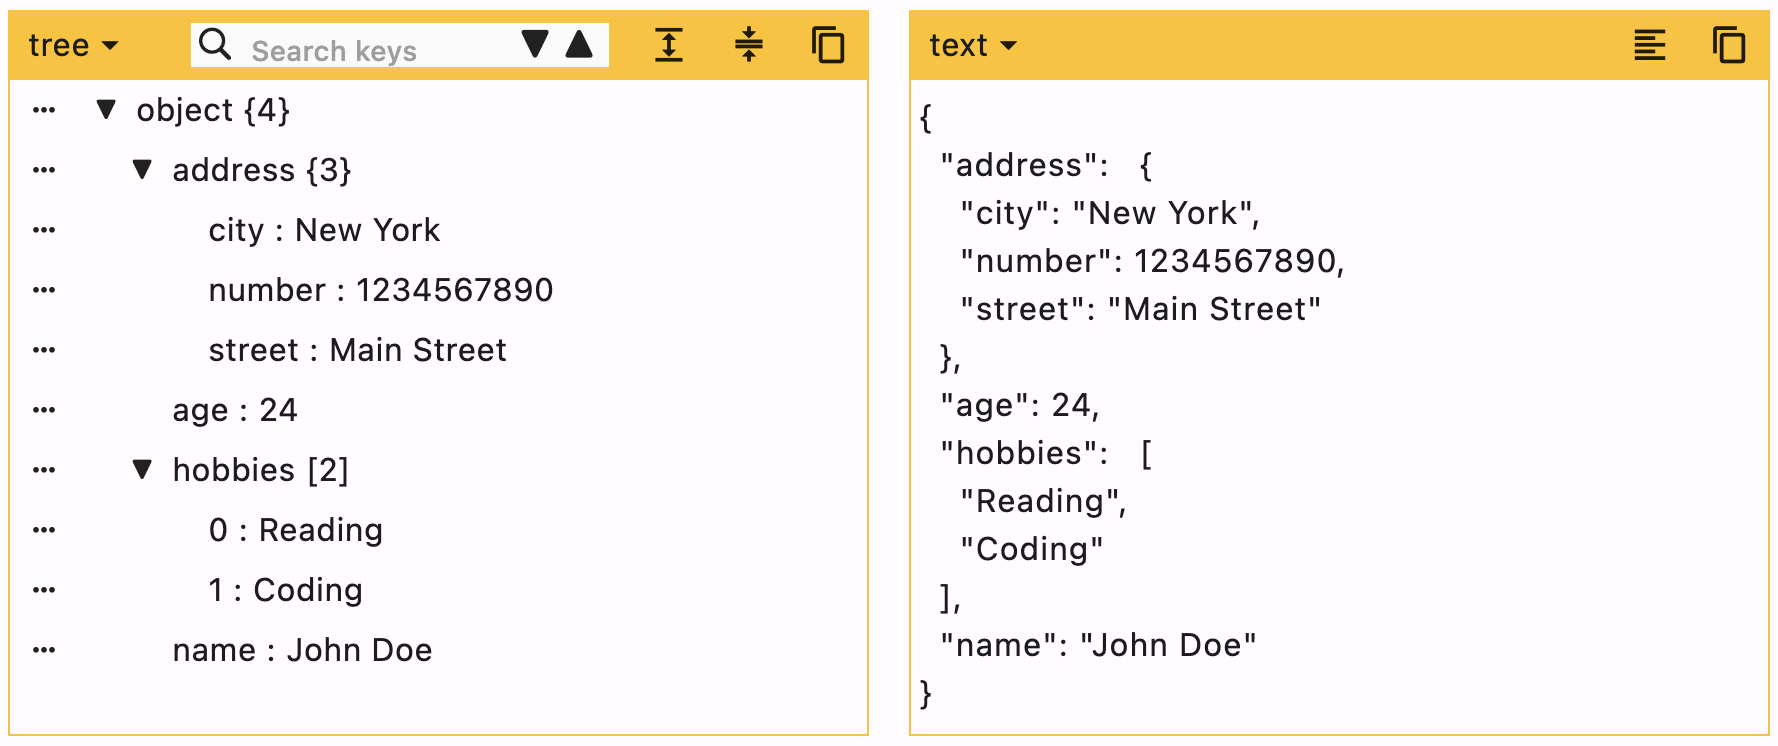 tree
Search keys
object {4}
address {3}
city : New York
number : 1234567890
street : Main Street
age : 24
hobbies [2]
0 : Reading
1 : Coding
name : John Doe
text
{
"address": {
"city": "New York",
"number": 1234567890,
"street": "Main Street"
},
"age": 24,
"hobbies": [
"Reading",
"Coding"
],
"name": "John Doe"
}